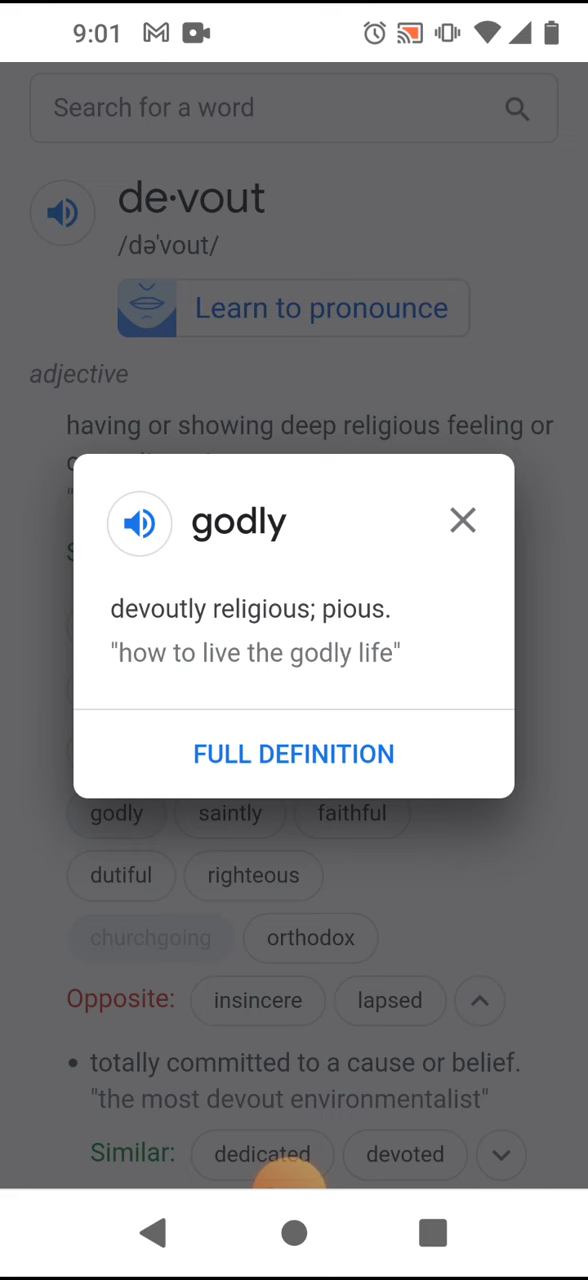 9:01
Search for a word
de·vout
/dəˈvout/
Learn to pronounce
adjective
having or showing deep religious feeling or
godly
devoutly religious; pious.
"how to live the godly life"
FULL DEFINITION
godly saintly faithful
dutiful righteous
churchgoing orthodox
Opposite: insincere lapsed
• totally committed to a cause or belief.
"the most devout environmentalist"
Similar: dedicated devoted